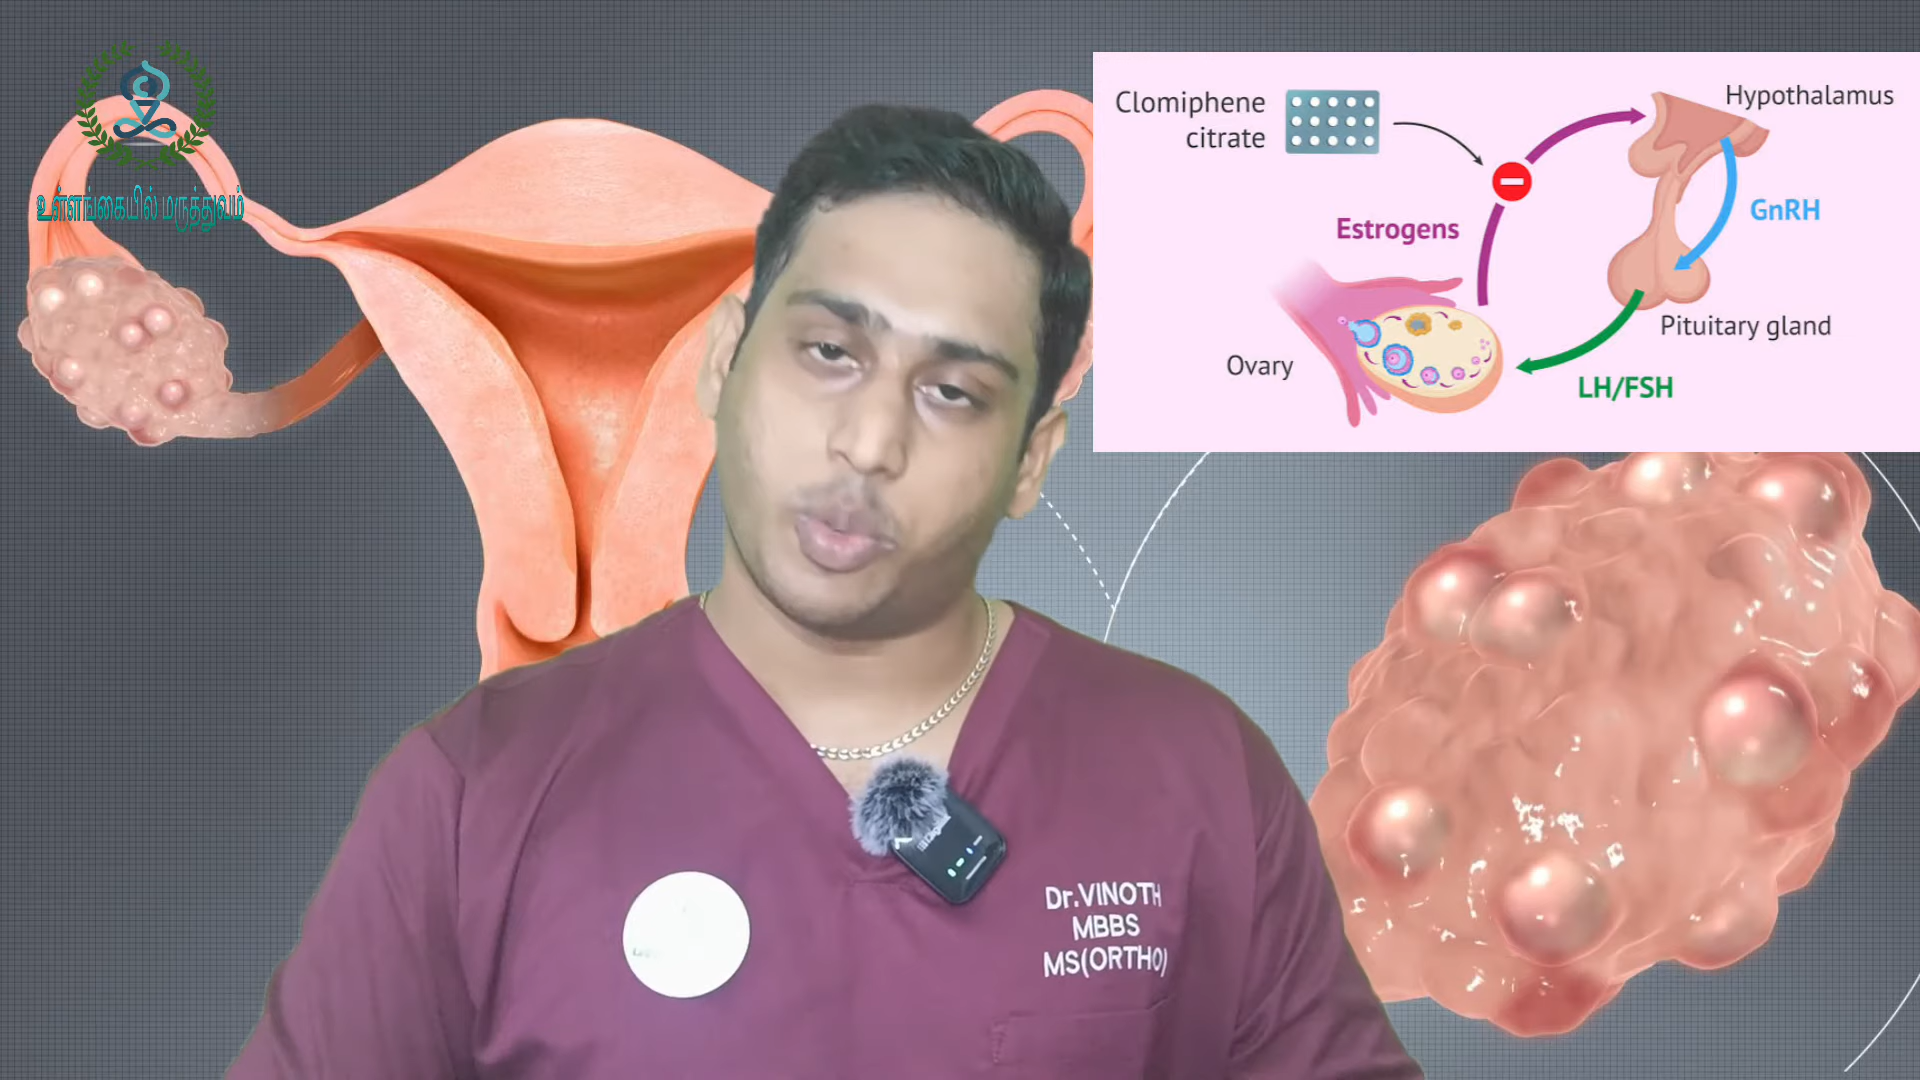 உள்ளங்கையில் மருத்துவம்
Clomiphene
citrate
Hypothalamus
GnRH
Estrogens
Pituitary gland
Ovary
LH/FSH
Dr.VINOTH
MBBS
MS(ORTHO)